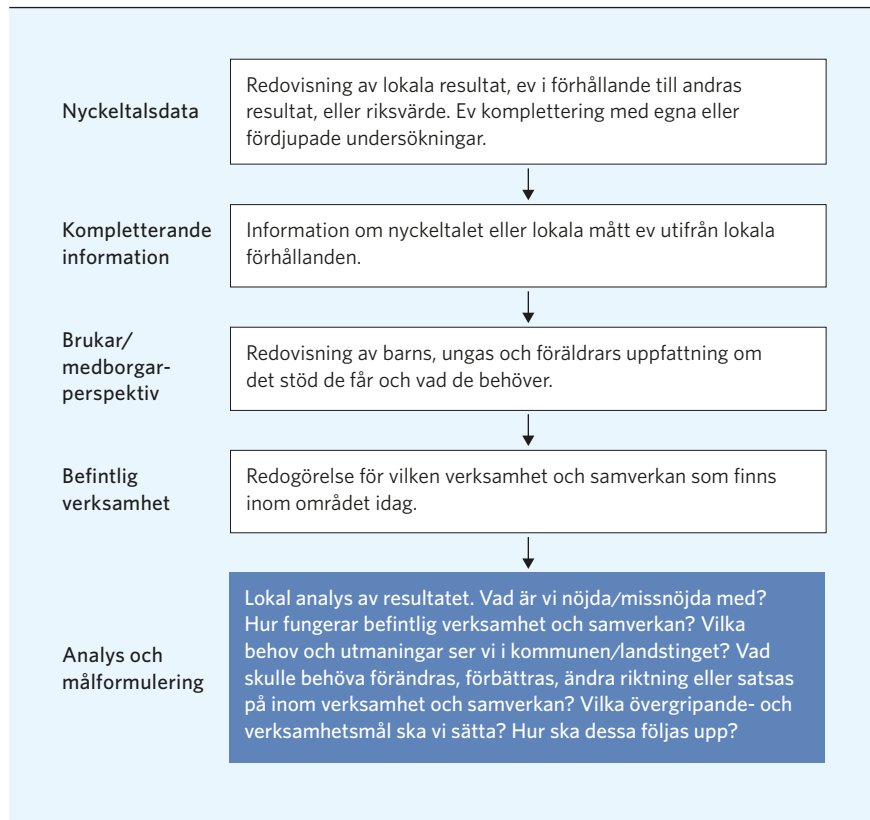 Nyckeltalsdata
Redovisning av lokala resultat, ev i förhållande till andras
resultat, eller riksvärde. Ev komplettering med egna eller
fördjupade undersökningar.
Kompletterande
information
Information om nyckeltalet eller lokala mått ev utifrån lokala
förhållanden.
Brukar/
medborgar-
perspektiv
Redovisning av barns, ungas och föräldrars uppfattning om
det stöd de får och vad de behöver.
Befintlig
verksamhet
Redogörelse för vilken verksamhet och samverkan som finns
inom området idag.
Analys och
målformulering
Lokal analys av resultatet. Vad är vi nöjda/missnöjda med?
Hur fungerar befintlig verksamhet och samverkan? Vilka
behov och utmaningar ser vi i kommunen/landstinget? Vad
skulle behöva förändras, förbättras, ändra riktning eller satsas
på inom verksamhet och samverkan? Vilka övergripande- och
verksamhetsmål ska vi sätta? Hur ska dessa följas upp?